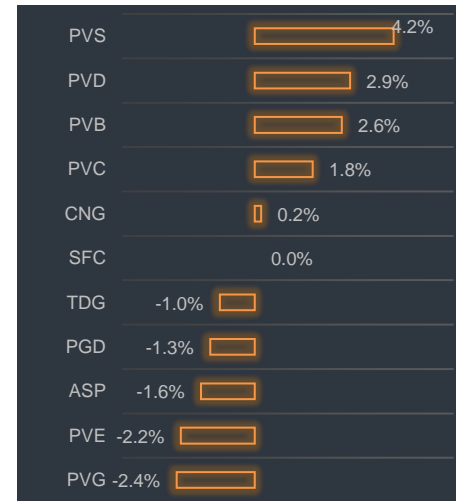 PVS 4.2%
PVD 2.9%
PVB 2.6%
PVC 1.8%
CNG 0.2%
SFC 0.0%
TDG -1.0%
PGD -1.3%
ASP -1.6%
PVE -2.2%
PVG -2.4%